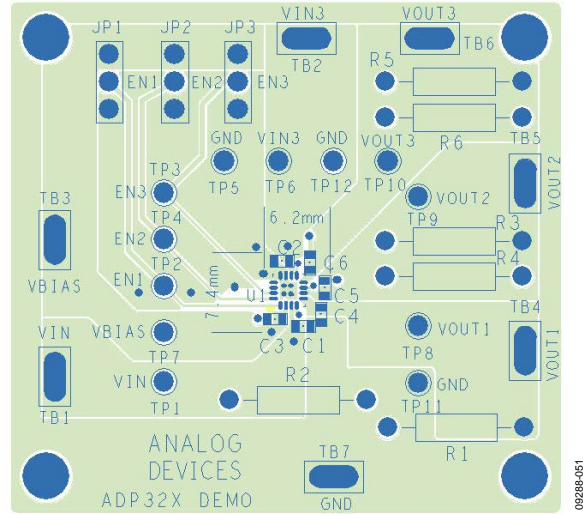 JP1 JP2 JP3 VIN3 VOUT3
TB2 TB6
EN1 EN2 EN3 R5
R6
GND VIN3 GND VOUT3 TB5
TP3 TP5 TP6 TP12 TP10
EN3 VOUT2 VOUT2
TB3 TP4 6.2mm TP9 R3
EN2 C2 R4
TP2 C6
VBIAS EN1 7.4mm U1 C5
TB4
VIN VBIAS C4 VOUT1 VOUT1
TP7 C3 C1 TP8
VIN R2 GND
TB1 TP1 TP11
R1
ANALOG
DEVICES TB7
ADP32X DEMO GND
09288-051